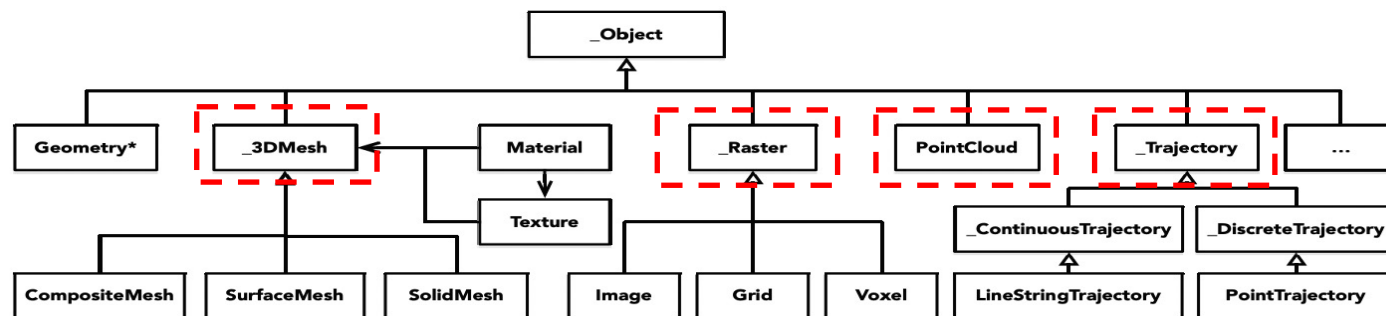 _Object
Geometry*
_3DMesh
Material
_Raster
PointCloud
_Trajectory
...
Texture
_ContinuousTrajectory
_DiscreteTrajectory
CompositeMesh
SurfaceMesh
SolidMesh
Image
Grid
Voxel
LineStringTrajectory
PointTrajectory